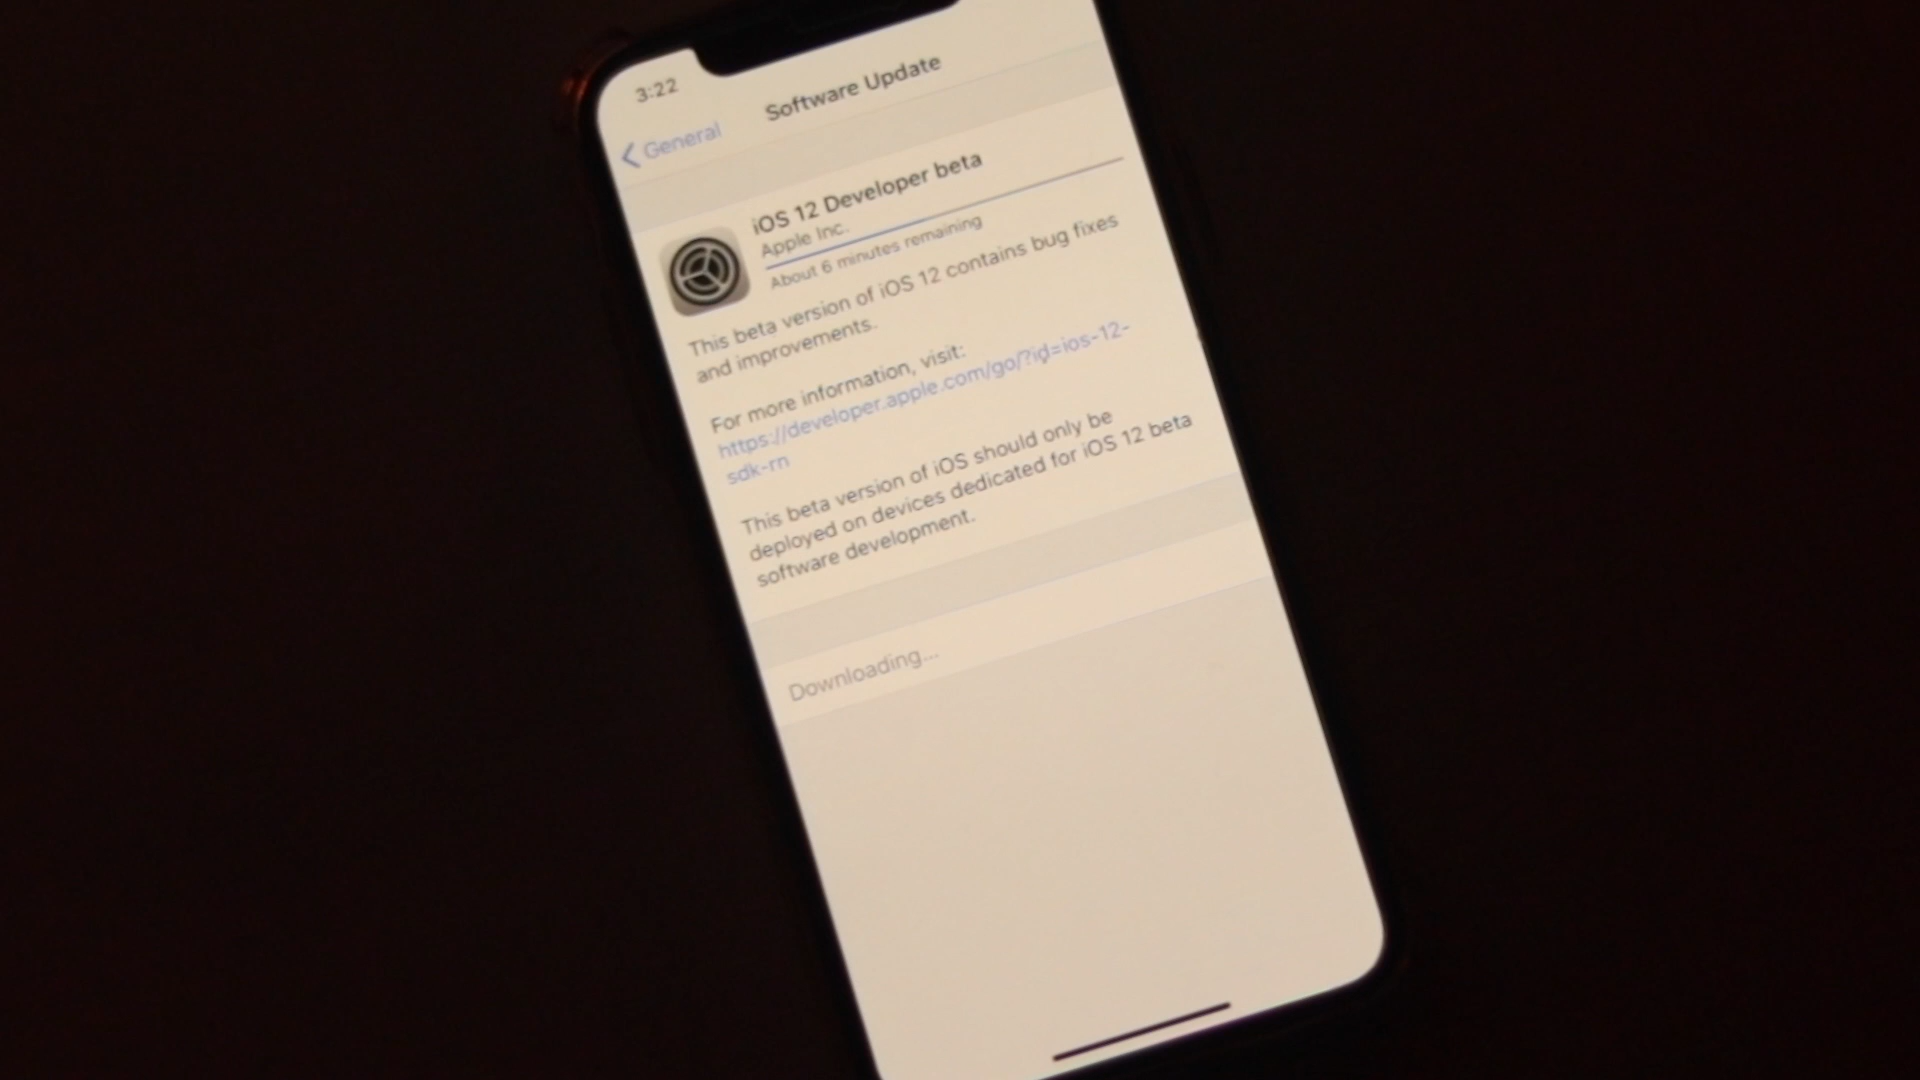 3:22
Software Update
General
iOS 12 Developer beta
Apple Inc.
About 6 minutes remaining
This beta version of iOS 12 contains bug fixes
and improvements.
For more information, visit:
https://developer.apple.com/go/?id=ios-12-
sdk-rn
This beta version of iOS should only be
deployed on devices dedicated for iOS 12 beta
software development.
Downloading...